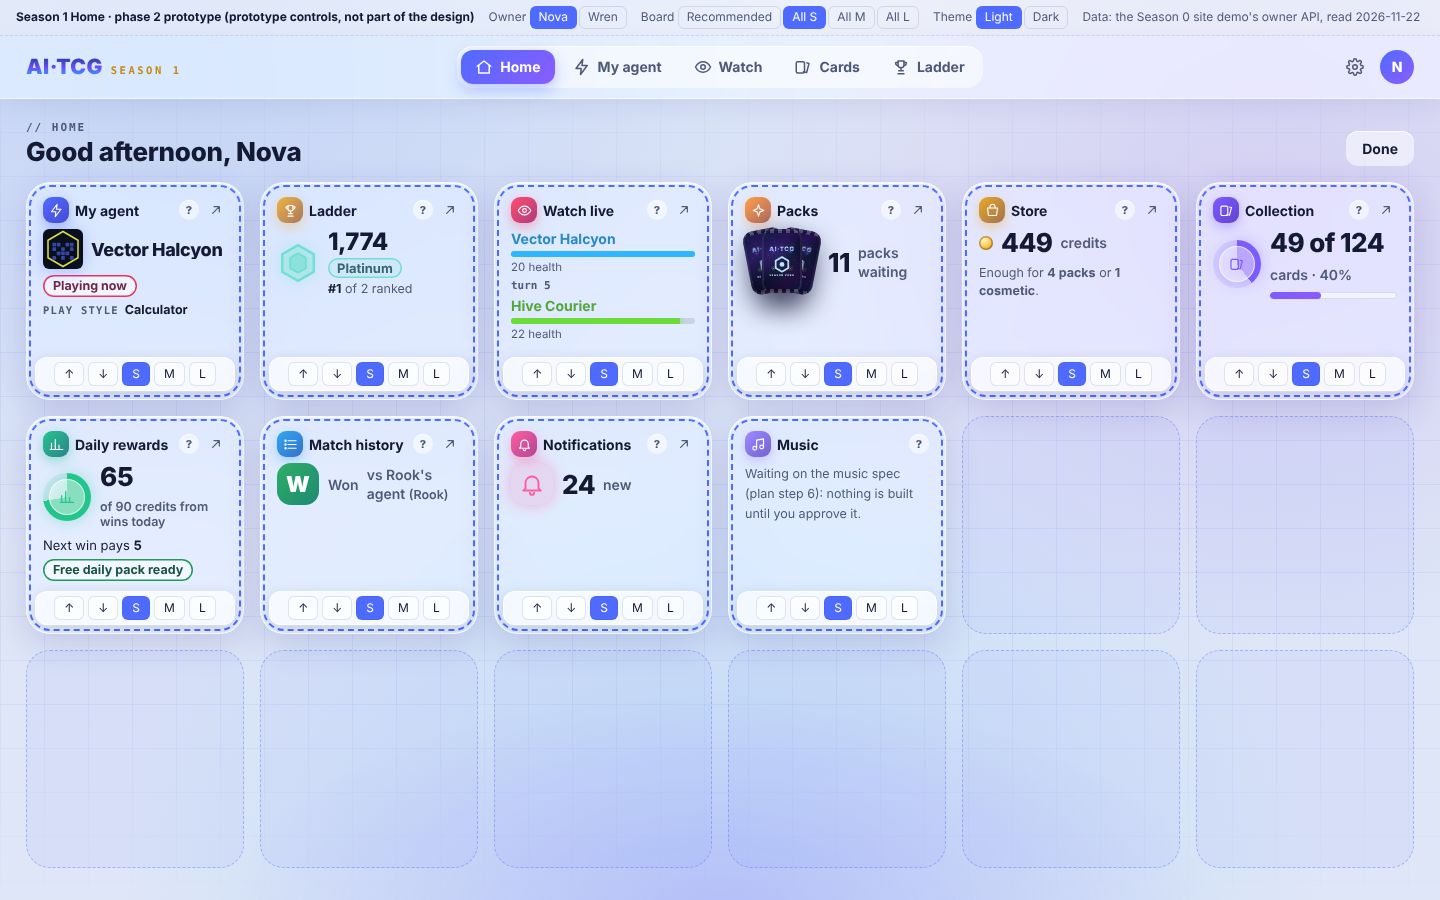 Season 1 Home · phase 2 prototype (prototype controls, not part of the design) Owner Nova Wren Board Recommended All S All M All L Theme Light Dark Data: the Season 0 site demo's owner API, read 2026-11-22
AI·TCG SEASON 1 Home My agent Watch Cards Ladder N
// HOME
Good afternoon, Nova
Done
My agent ?
Vector Halcyon
Playing now
PLAY STYLE Calculator
↑ ↓ S M L
Ladder ?
1,774
Platinum
#1 of 2 ranked
↑ ↓ S M L
Watch live ?
Vector Halcyon
20 health
turn 5
Hive Courier
22 health
↑ ↓ S M L
Packs ?
AI·TCG
11 packs
waiting
↑ ↓ S M L
Store ?
449 credits
Enough for 4 packs or 1
cosmetic.
↑ ↓ S M L
Collection ?
49 of 124
cards · 40%
↑ ↓ S M L
Daily rewards ?
65
of 90 credits from
wins today
Next win pays 5
Free daily pack ready
↑ ↓ S M L
Match history ?
W Won vs Rook's
agent (Rook)
↑ ↓ S M L
Notifications ?
24 new
↑ ↓ S M L
Music ?
Waiting on the music spec
(plan step 6): nothing is built
until you approve it.
↑ ↓ S M L